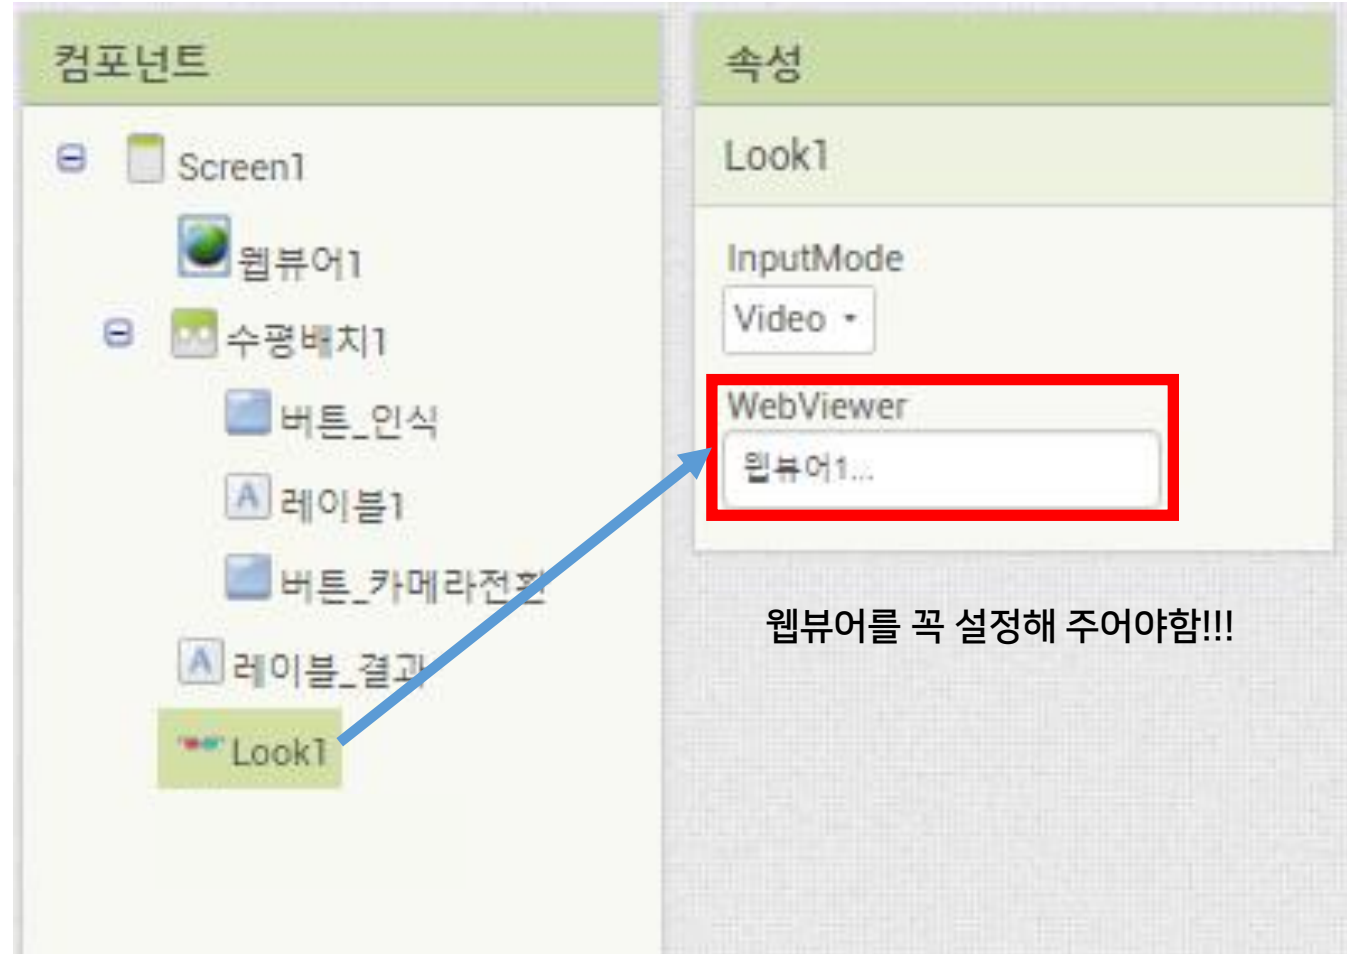 컴포넌트
Screen1
웹뷰어1
수평배치1
버튼_인식
레이블1
버튼_카메라전환
레이블_결과
Look1
속성
Look1
InputMode
Video
WebViewer
웹뷰어1...
웹뷰어를 꼭 설정해 주어야함!!!